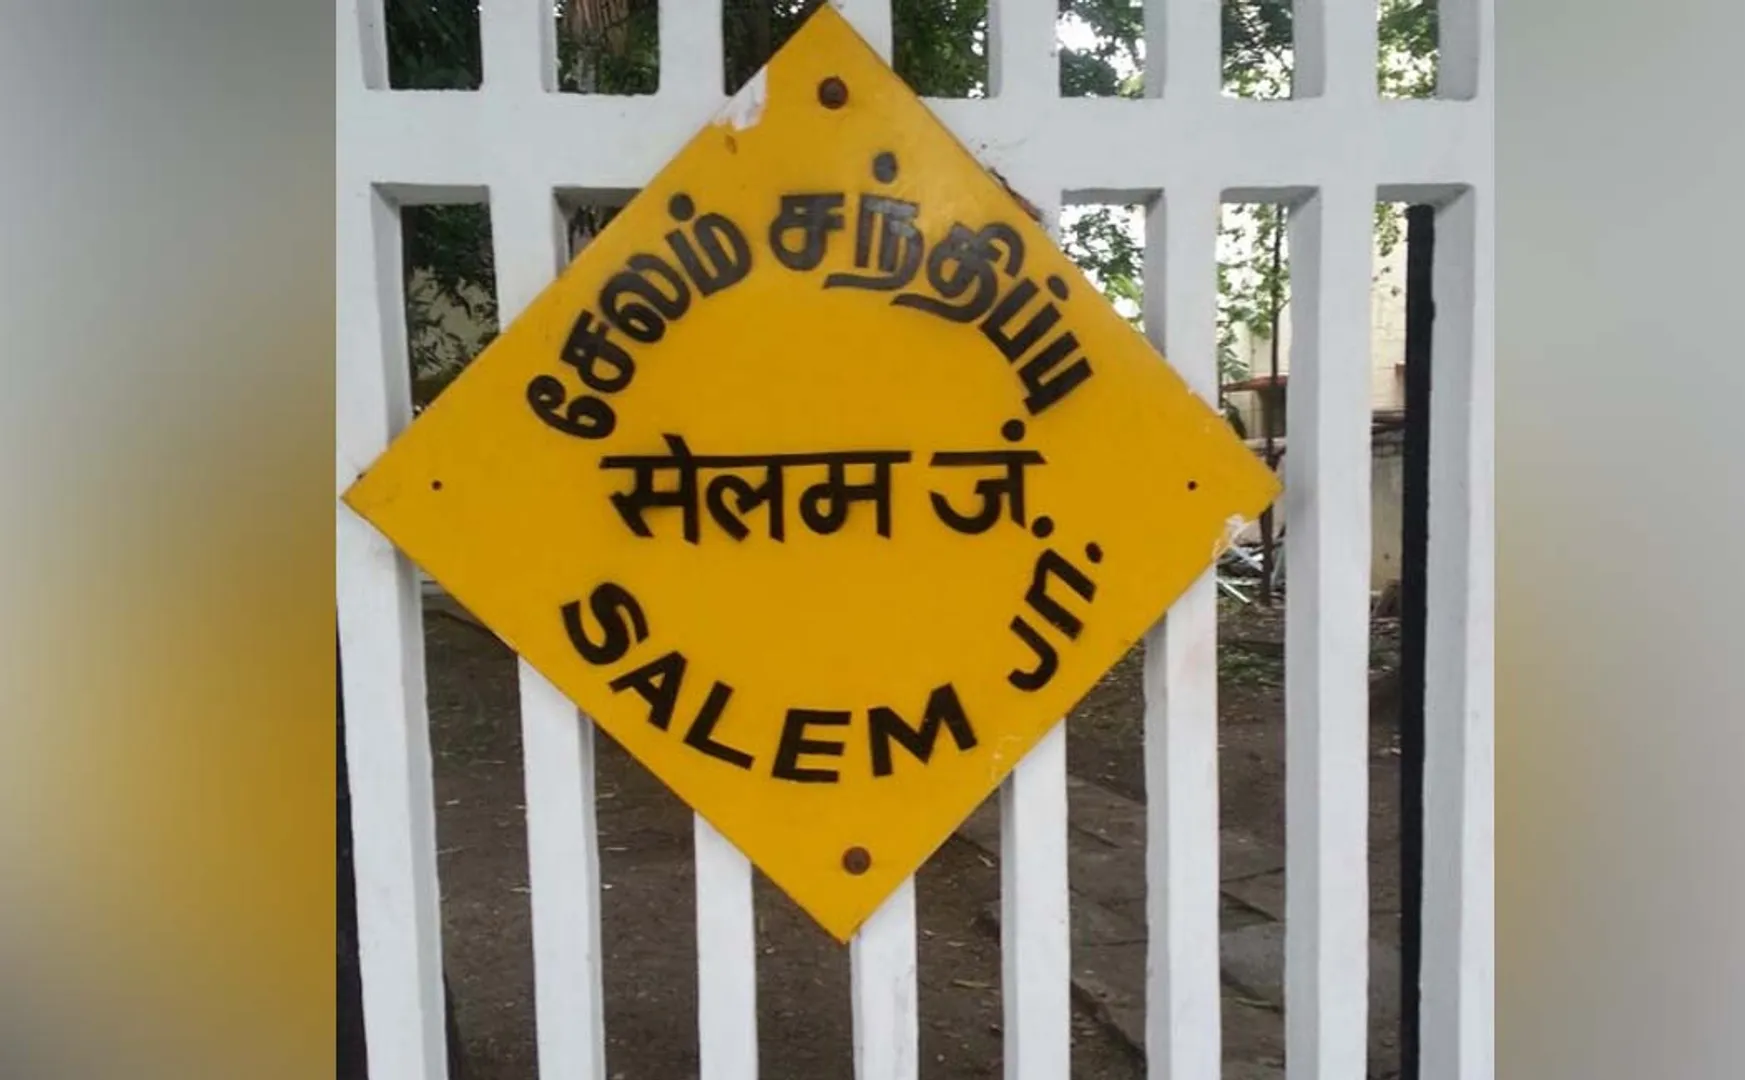 சேலம் சந்திப்பு
सेलम जं.
SALEM Jn.